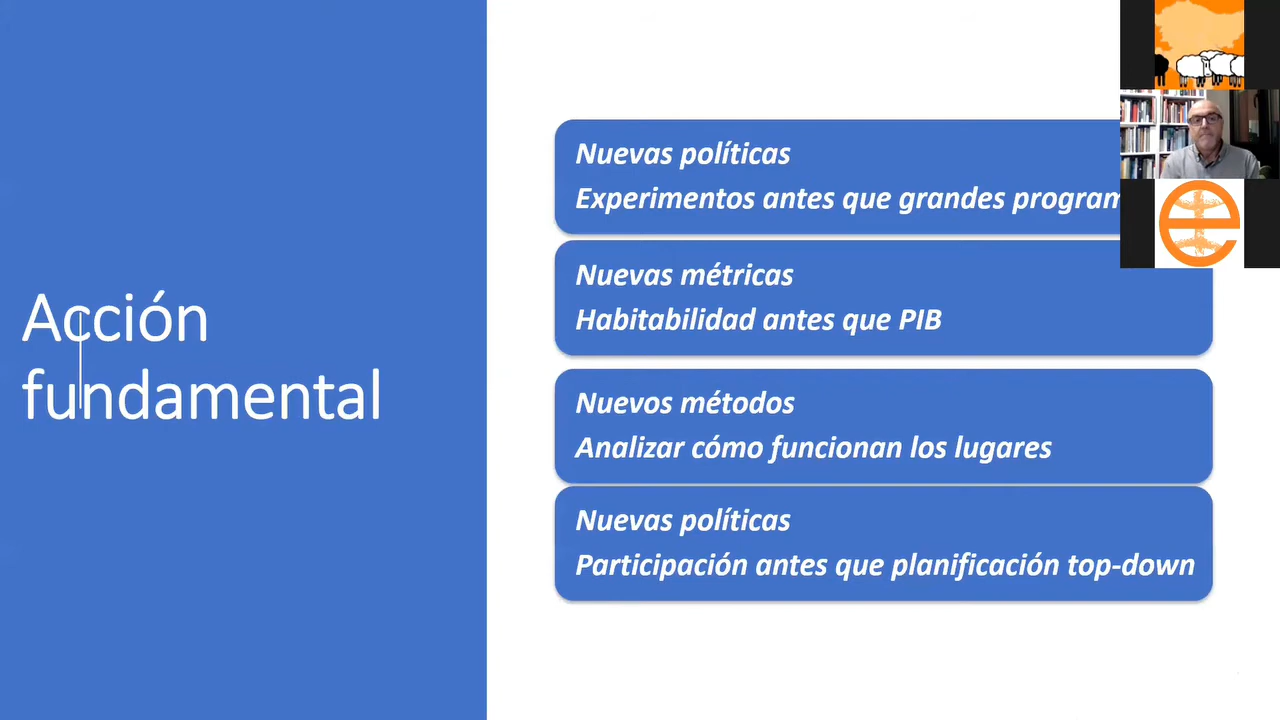 Acción
fundamental
Nuevas políticas
Experimentos antes que grandes
Nuevas métricas
Habitabilidad antes que PIB
Nuevos métodos
Analizar cómo funcionan los lugares
Nuevas políticas
Participación antes que planificación top-down
e